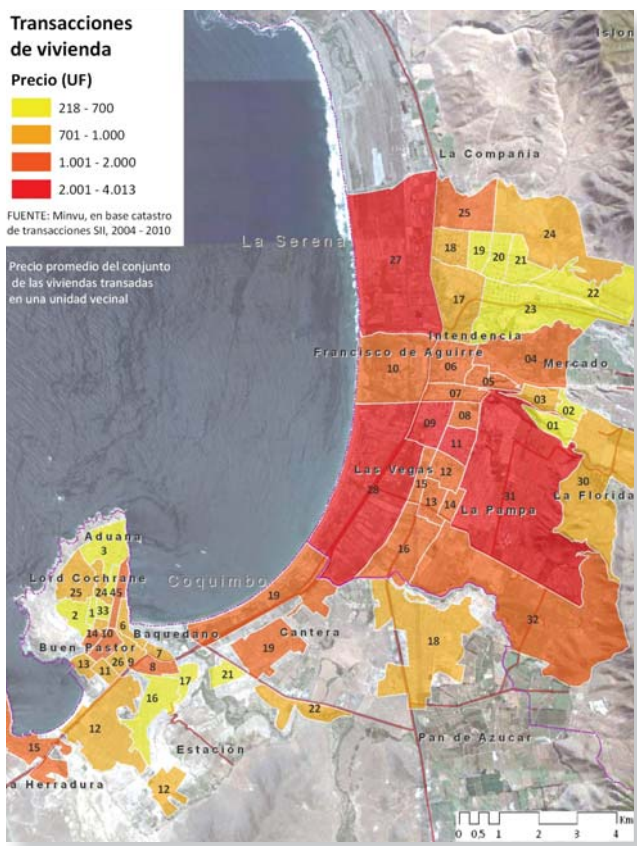 Transacciones
de vivienda
Precio (UF)
218 - 700
701 - 1.000
1.001 - 2.000
2.001 - 4.013
FUENTE: Minvu, en base catastro
de transacciones SII, 2004 - 2010
Precio promedio del conjunto
de las viviendas transadas
en una unidad vecinal
Islon
La Compañia
25
24
La Serena
27
18
19
20
21
22
17
23
Intendencia
Francisco de Aguirre
10
06
04
Mercado
05
07
03
02
09
08
01
11
Las Vegas
12
28
15
30
31
La Florida
13
14
La Pampa
16
32
Aduana
3
Lord Cochrane
25
24
45
Coquimbo
19
2
1
33
6
14
10
Baquedano
Cantera
19
18
Buen Pastor
7
13
11
26
9
8
21
17
16
22
12
Estación
Pan de Azucar
15
a Herradura
12
Km
0
0,5
1
2
3
4